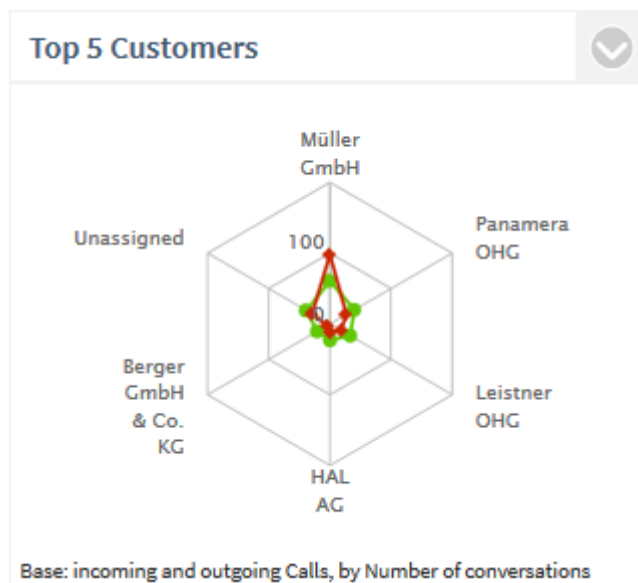 Top 5 Customers
Müller
GmbH
Panamera
OHG
Unassigned
100
0
Berger
GmbH
& Co.
KG
Leistner
OHG
HAL
AG
Base: incoming and outgoing Calls, by Number of conversations